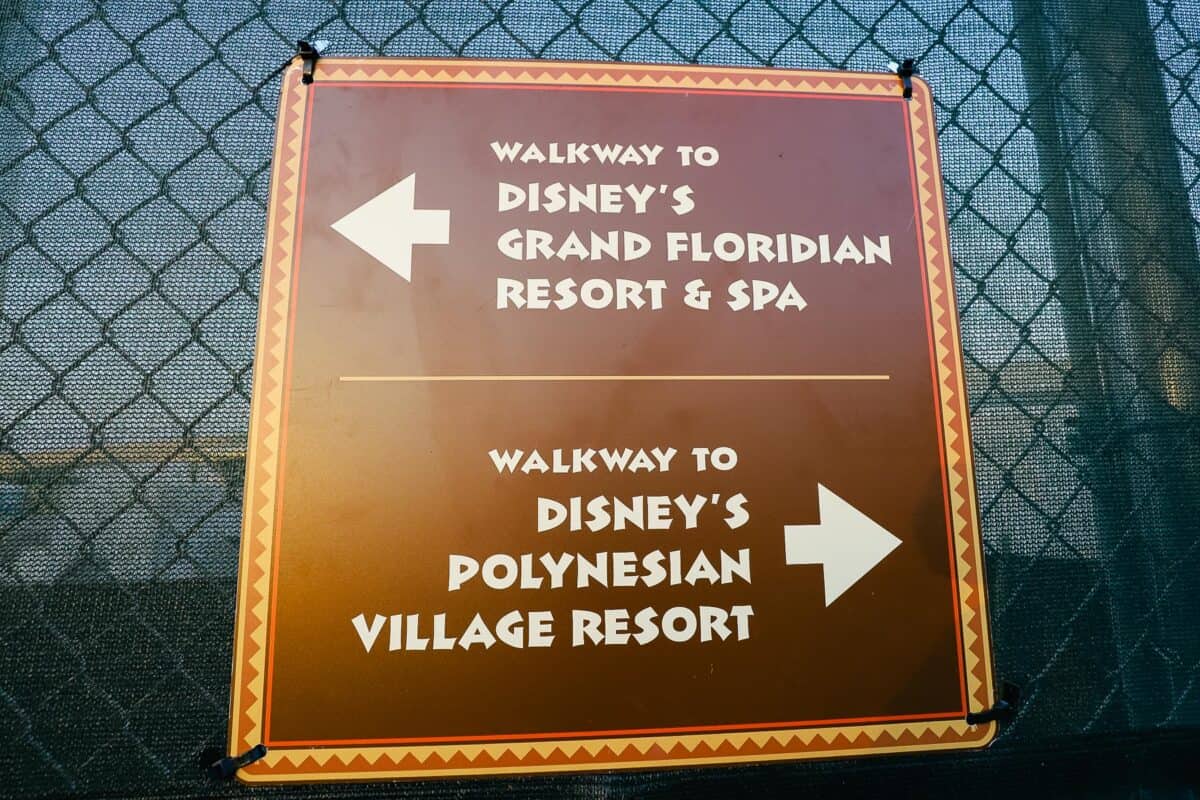 WALKWAY TO
DISNEY'S
GRAND FLORIDIAN
RESORT & SPA
WALKWAY TO
DISNEY'S
POLYNESIAN
VILLAGE RESORT